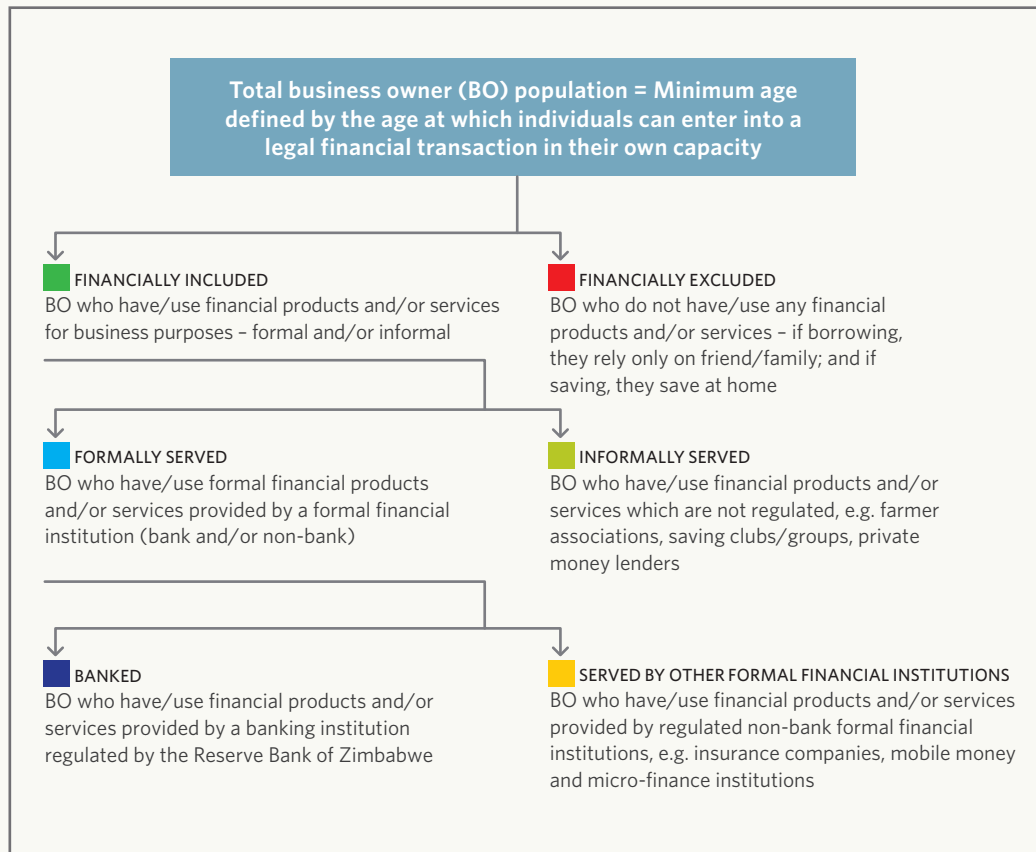 Total business owner (BO) population = Minimum age
defined by the age at which individuals can enter into a
legal financial transaction in their own capacity
FINANCIALLY INCLUDED
BO who have/use financial products and/or services
for business purposes – formal and/or informal
FINANCIALLY EXCLUDED
BO who do not have/use any financial
products and/or services – if borrowing,
they rely only on friend/family; and if
saving, they save at home
FORMALLY SERVED
BO who have/use formal financial products
and/or services provided by a formal financial
institution (bank and/or non-bank)
INFORMALLY SERVED
BO who have/use financial products and/or
services which are not regulated, e.g. farmer
associations, saving clubs/groups, private
money lenders
BANKED
BO who have/use financial products and/or
services provided by a banking institution
regulated by the Reserve Bank of Zimbabwe
SERVED BY OTHER FORMAL FINANCIAL INSTITUTIONS
BO who have/use financial products and/or services
provided by regulated non-bank formal financial
institutions, e.g. insurance companies, mobile money
and micro-finance institutions